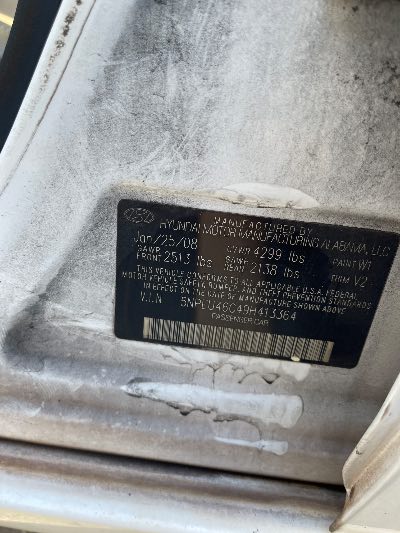 MANUFACTURED BY
HYUNDAI MOTOR MANUFACTURING ALABAMA, LLC
Jan/25/08 GVWR 4299 lbs
GAWR FRONT 2513 lbs GAWR REAR 2138 lbs PAINT W1
TRIM V2
THIS VEHICLE CONFORMS TO ALL APPLICABLE U.S.A. FEDERAL
MOTOR VEHICLE SAFETY BUMPER, AND THEFT PREVENTION STANDARDS
IN EFFECT ON THE DATE OF MANUFACTURE SHOWN ABOVE
V.I.N
PASSENGER CAR